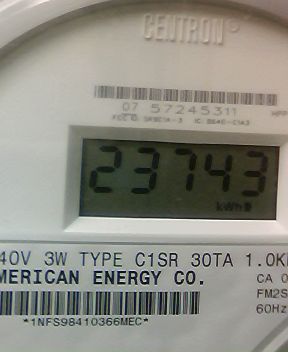 CENTRON®
07 57245311
23743
kWh
40V 3W TYPE C1SR 30TA 1.0K
MERICAN ENERGY CO.
CA 0
FM2S
60Hz
*1NFS98410366MEC*